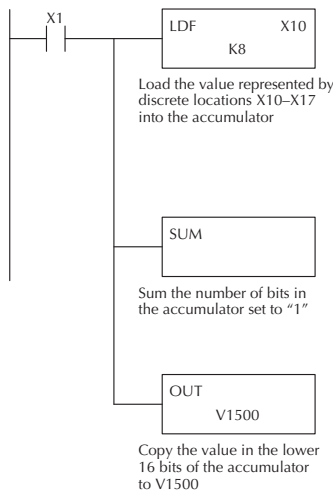 X1
LDF X10
K8
Load the value represented by
discrete locations X10–X17
into the accumulator
SUM
Sum the number of bits in
the accumulator set to “1”
OUT
V1500
Copy the value in the lower
16 bits of the accumulator
to V1500